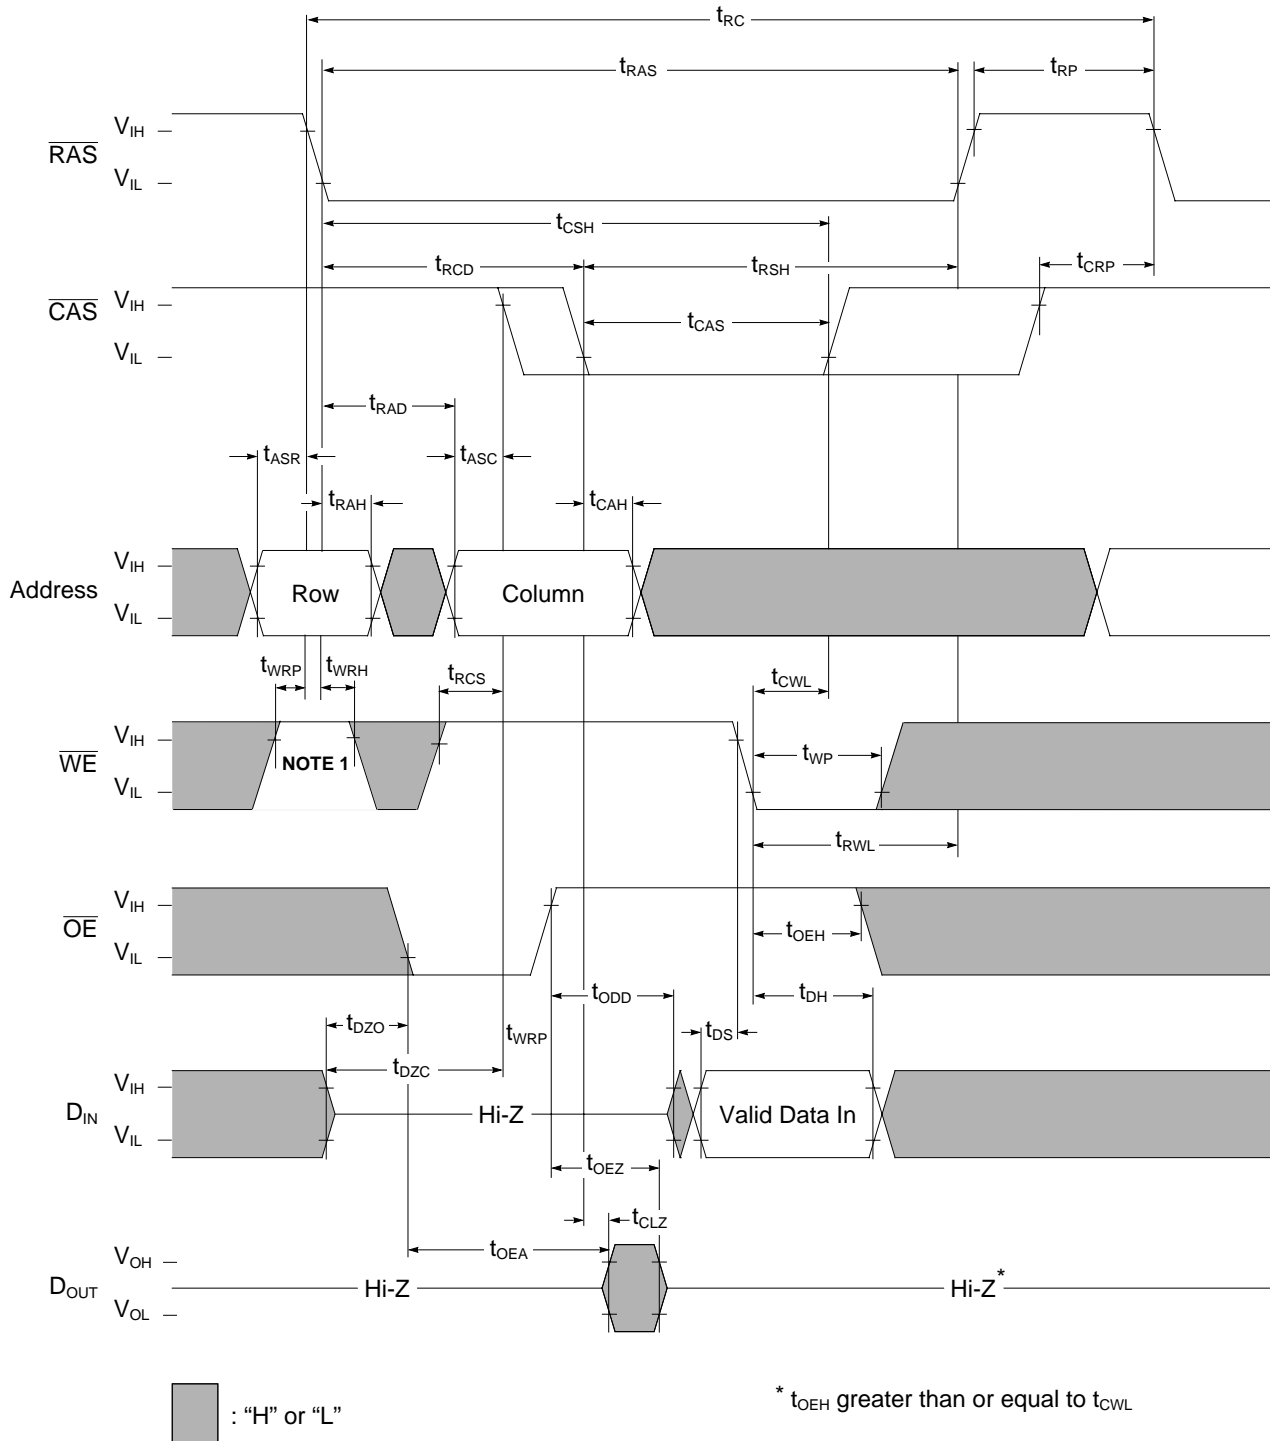 tRC
tRAS
tRP
VIH
RAS
VIL
tCSH
tRCD
tRSH
tCRP
VIH
CAS
tCAS
VIL
tRAD
tASR
tASC
tRAH
tCAH
VIH
Address
Row
Column
VIL
tWRP
tWRH
tRCS
tCWL
VIH
WE
NOTE 1
tWP
VIL
tRWL
VIH
OE
tOEH
VIL
tODD
tDH
tDZO
tWRP
tDS
tDZC
VIH
DIN
Hi-Z
Valid Data In
VIL
tOEZ
tCLZ
tOEA
VOH
DOUT
Hi-Z
Hi-Z*
VOL
: “H” or “L”
* tOEH greater than or equal to tCWL